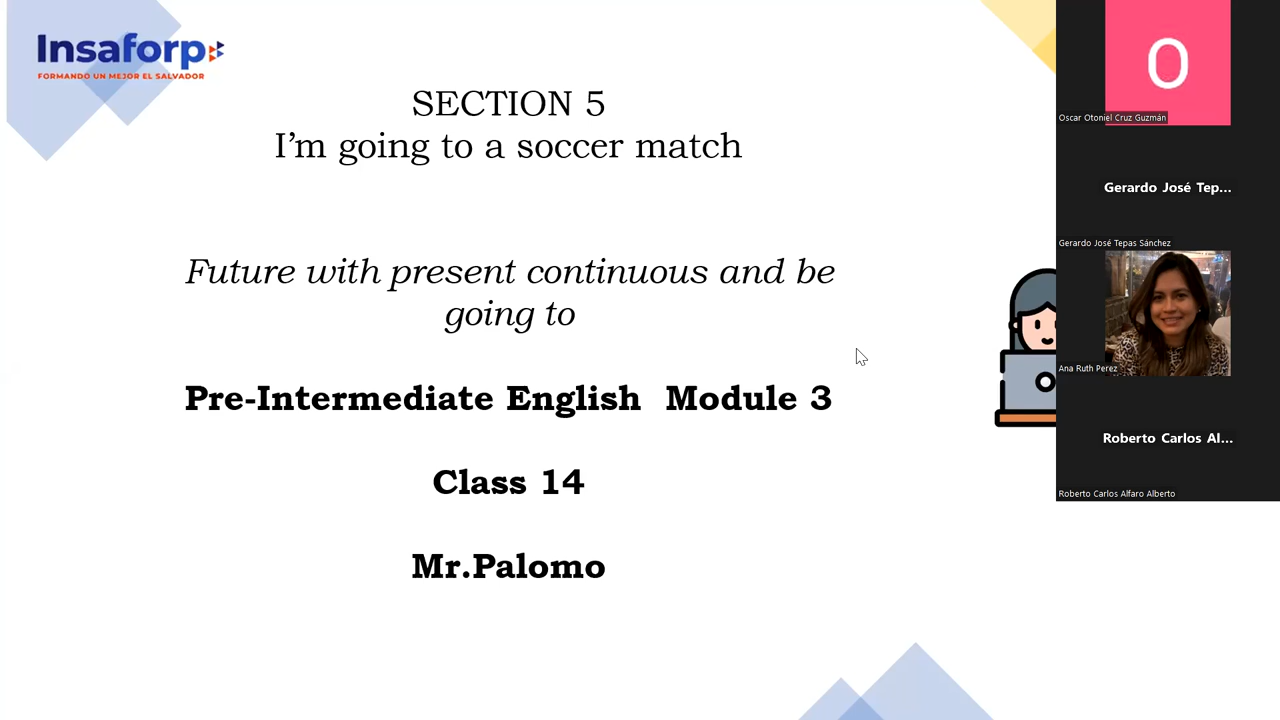 Insaforp
FORMANDO UN MEJOR EL SALVADOR
SECTION 5
I'm going to a soccer match
Future with present continuous and be
going to
Pre-Intermediate English Module 3
Class 14
Mr.Palomo
O
Oscar Otoniel Cruz Guzmán
Gerardo José Tep...
Gerardo José Tepas Sánchez
Ana Ruth Perez
Roberto Carlos Al...
Roberto Carlos Alfaro Alberto